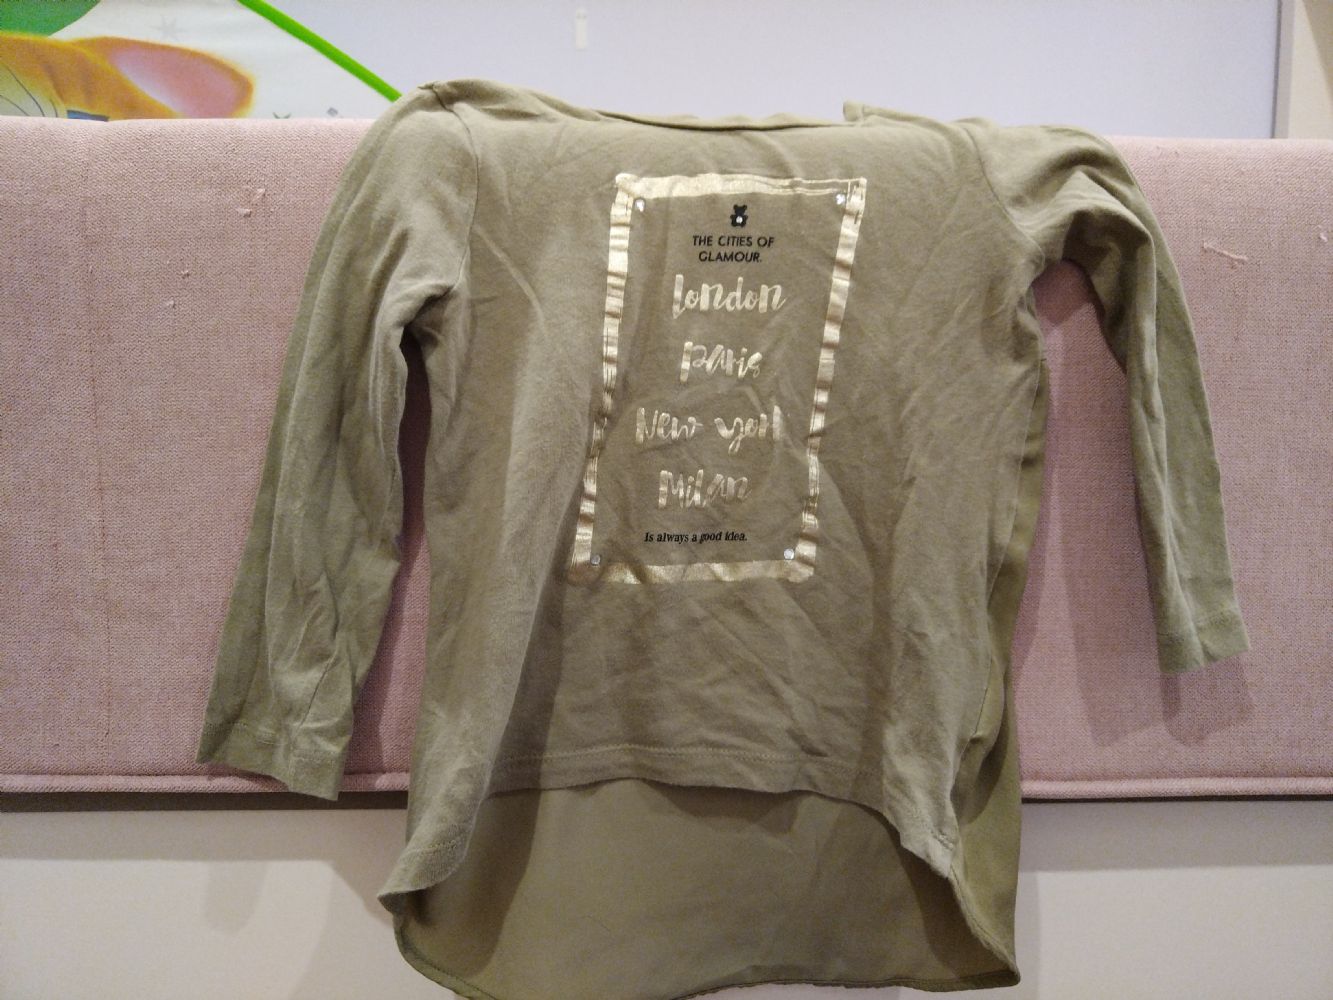 THE CITIES OF
GLAMOUR.
London
Paris
New york
Milan
Is always a good idea.